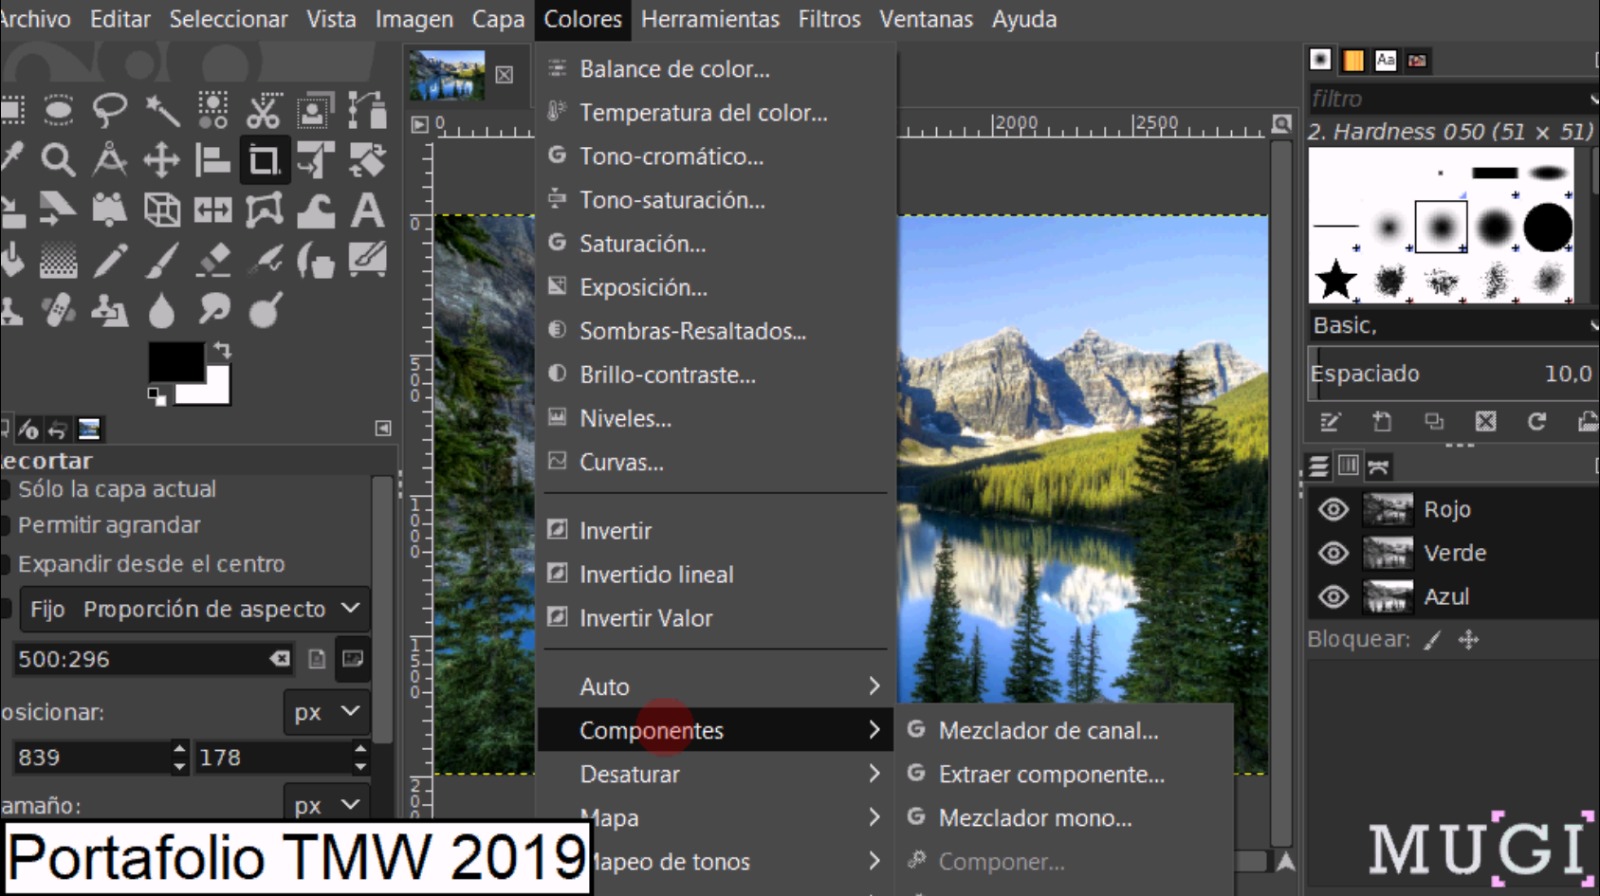 Archivo Editar Seleccionar Vista Imagen Capa Colores Herramientas Filtros Ventanas Ayuda
Balance de color...
Temperatura del color...
Tono-cromático...
Tono-saturación...
Saturación...
Exposición...
Sombras-Resaltados...
Brillo-contraste...
Niveles...
Curvas...
Invertir
Invertido lineal
Invertir Valor
Auto
Componentes
Desaturar
Mapa
Mapeo de tonos
Mezclador de canal...
Extraer componente...
Mezclador mono...
Componer...
0 2000 2500
0
500
1000
1500
Recortar
Sólo la capa actual
Permitir agrandar
Expandir desde el centro
Fijo Proporción de aspecto
500:296
osicionar:
px
839 178
amaño:
px
Portafolio TMW 2019
Aa
filtro
2. Hardness 050 (51 × 51)
Basic,
Espaciado 10,0
Rojo
Verde
Azul
Bloquear:
MUGI